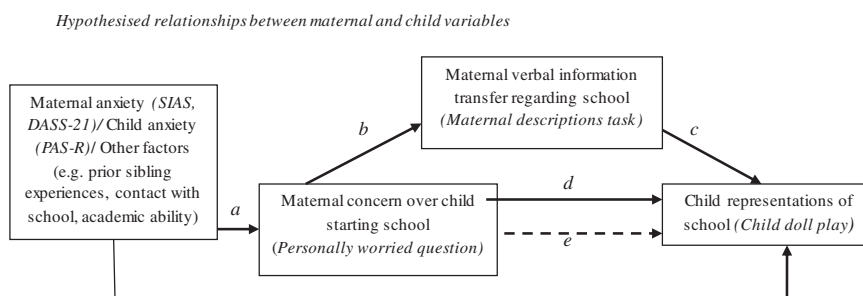 Hypothesised relationships between maternal and child variables
Maternal verbal information
transfer regarding school
(Maternal descriptions task)
Maternal anxiety (SIAS,
DASS-21)/ Child anxiety
(PAS-R)/ Other factors
(e.g. prior sibling
experiences, contact with
school, academic ability)
b
c
a
Maternal concern over child
starting school
(Personally worried question)
d
e
Child representations of
school (Child doll play)